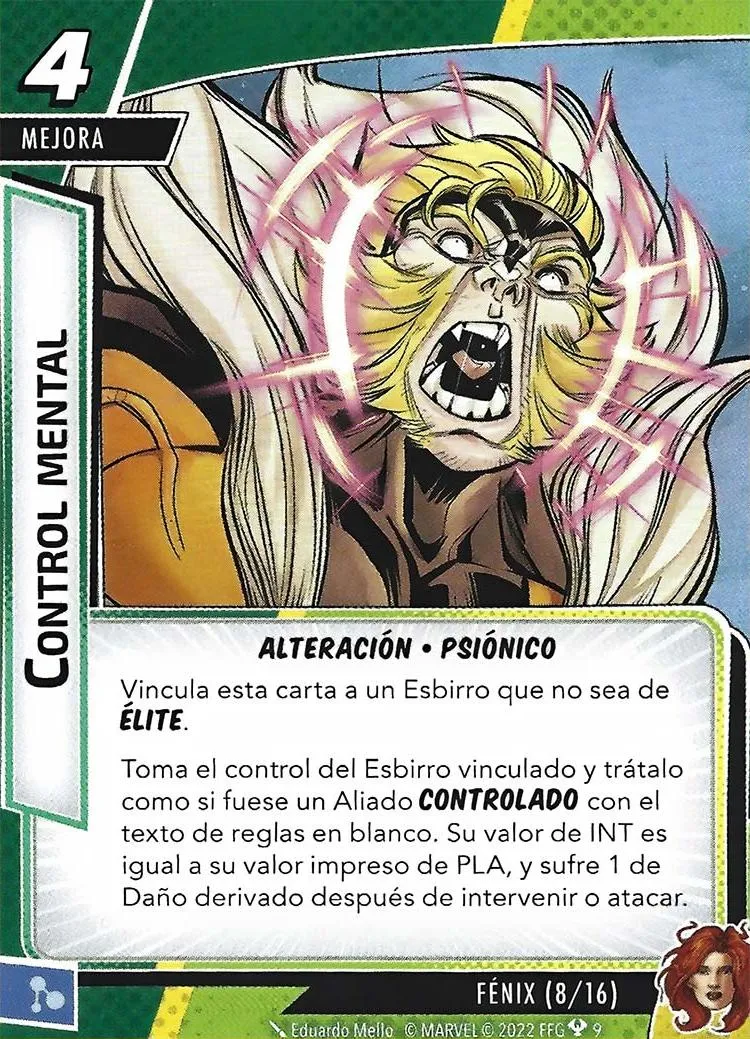 4
MEJORA
CONTROL MENTAL
ALTERACIÓN • PSIÓNICO
Vincula esta carta a un Esbirro que no sea de
ÉLITE.
Toma el control del Esbirro vinculado y trátalo
como si fuese un Aliado CONTROLADO con el
texto de reglas en blanco. Su valor de INT es
igual a su valor impreso de PLA, y sufre 1 de
Daño derivado después de intervenir o atacar.
FÉNIX (8/16)
Eduardo Mello © MARVEL © 2022 FFG 9